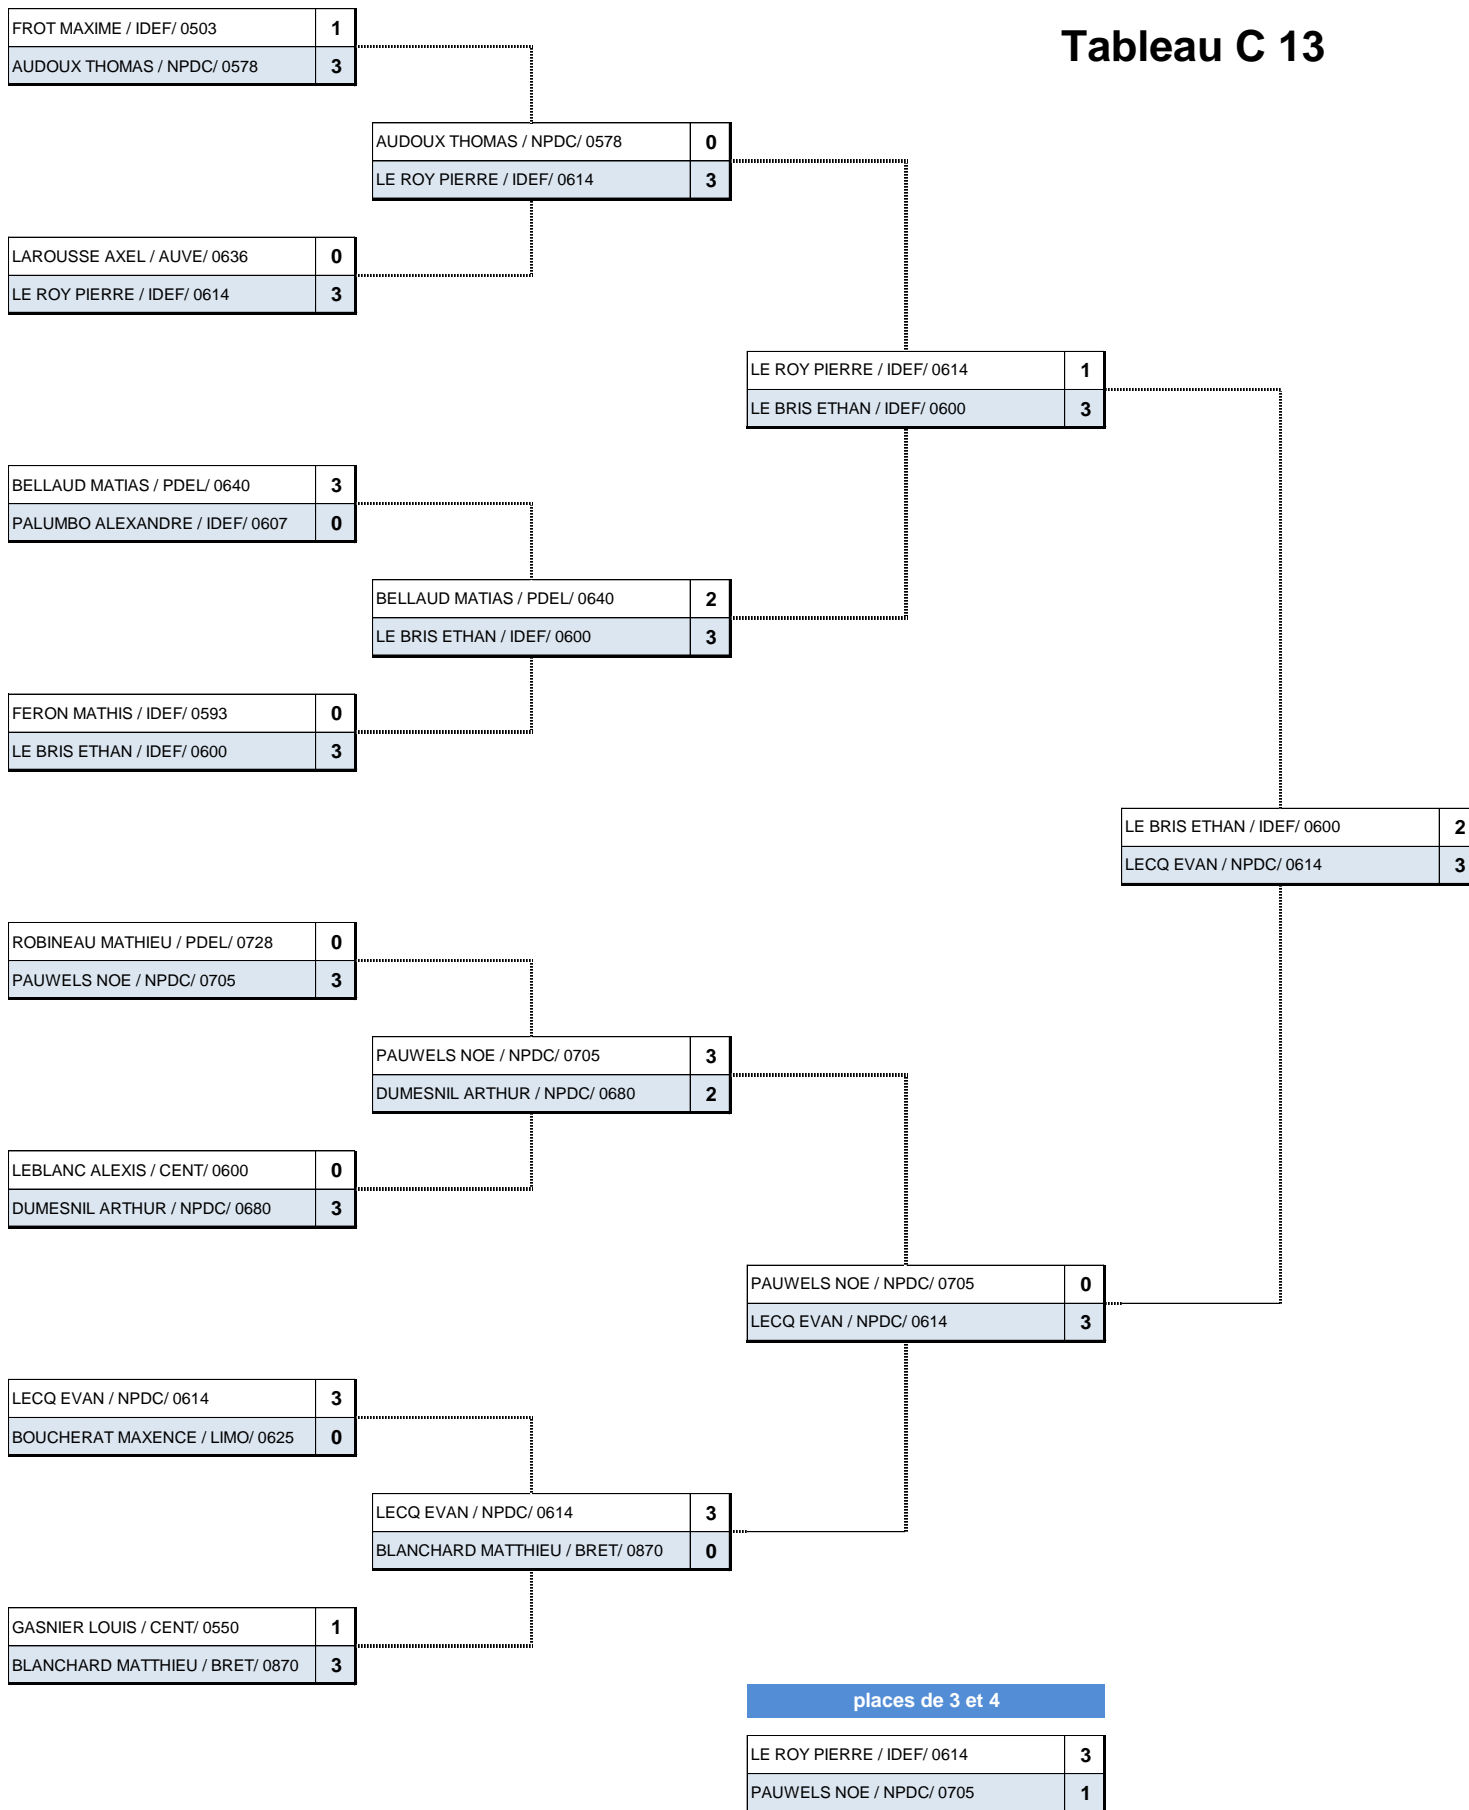 Tableau C 13
FROT MAXIME / IDEF/ 0503 1
AUDOUX THOMAS / NPDC/ 0578 3
AUDOUX THOMAS / NPDC/ 0578 0
LE ROY PIERRE / IDEF/ 0614 3
LAROUSSE AXEL / AUVE/ 0636 0
LE ROY PIERRE / IDEF/ 0614 3
LE ROY PIERRE / IDEF/ 0614 1
LE BRIS ETHAN / IDEF/ 0600 3
BELLAUD MATIAS / PDEL/ 0640 3
PALUMBO ALEXANDRE / IDEF/ 0607 0
BELLAUD MATIAS / PDEL/ 0640 2
LE BRIS ETHAN / IDEF/ 0600 3
FERON MATHIS / IDEF/ 0593 0
LE BRIS ETHAN / IDEF/ 0600 3
LE BRIS ETHAN / IDEF/ 0600 2
LECQ EVAN / NPDC/ 0614 3
ROBINEAU MATHIEU / PDEL/ 0728 0
PAUWELS NOE / NPDC/ 0705 3
PAUWELS NOE / NPDC/ 0705 3
DUMESNIL ARTHUR / NPDC/ 0680 2
LEBLANC ALEXIS / CENT/ 0600 0
DUMESNIL ARTHUR / NPDC/ 0680 3
PAUWELS NOE / NPDC/ 0705 0
LECQ EVAN / NPDC/ 0614 3
LECQ EVAN / NPDC/ 0614 3
BOUCHERAT MAXENCE / LIMO/ 0625 0
LECQ EVAN / NPDC/ 0614 3
BLANCHARD MATTHIEU / BRET/ 0870 0
GASNIER LOUIS / CENT/ 0550 1
BLANCHARD MATTHIEU / BRET/ 0870 3
places de 3 et 4
LE ROY PIERRE / IDEF/ 0614 3
PAUWELS NOE / NPDC/ 0705 1